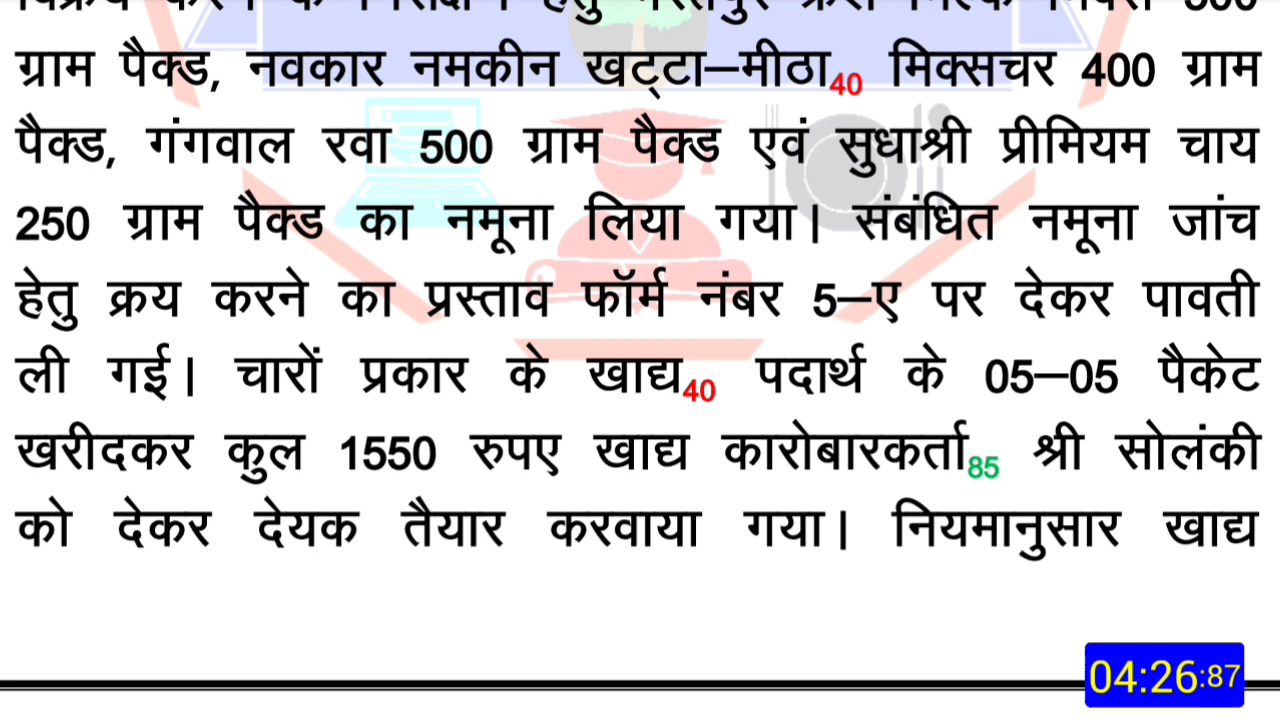 ग्राम पैक्ड, नवकार नमकीन खट्टा–मीठा40 मिक्सचर 400 ग्राम
पैक्ड, गंगवाल रवा 500 ग्राम पैक्ड एवं सुधाश्री प्रीमियम चाय
250 ग्राम पैक्ड का नमूना लिया गया। संबंधित नमूना जांच
हेतु क्रय करने का प्रस्ताव फॉर्म नंबर 5–ए पर देकर पावती
ली गई। चारों प्रकार के खाद्य40 पदार्थ के 05–05 पैकेट
खरीदकर कुल 1550 रुपए खाद्य कारोबारकर्ता85 श्री सोलंकी
को देकर देयक तैयार करवाया गया। नियमानुसार खाद्य
04:26:87